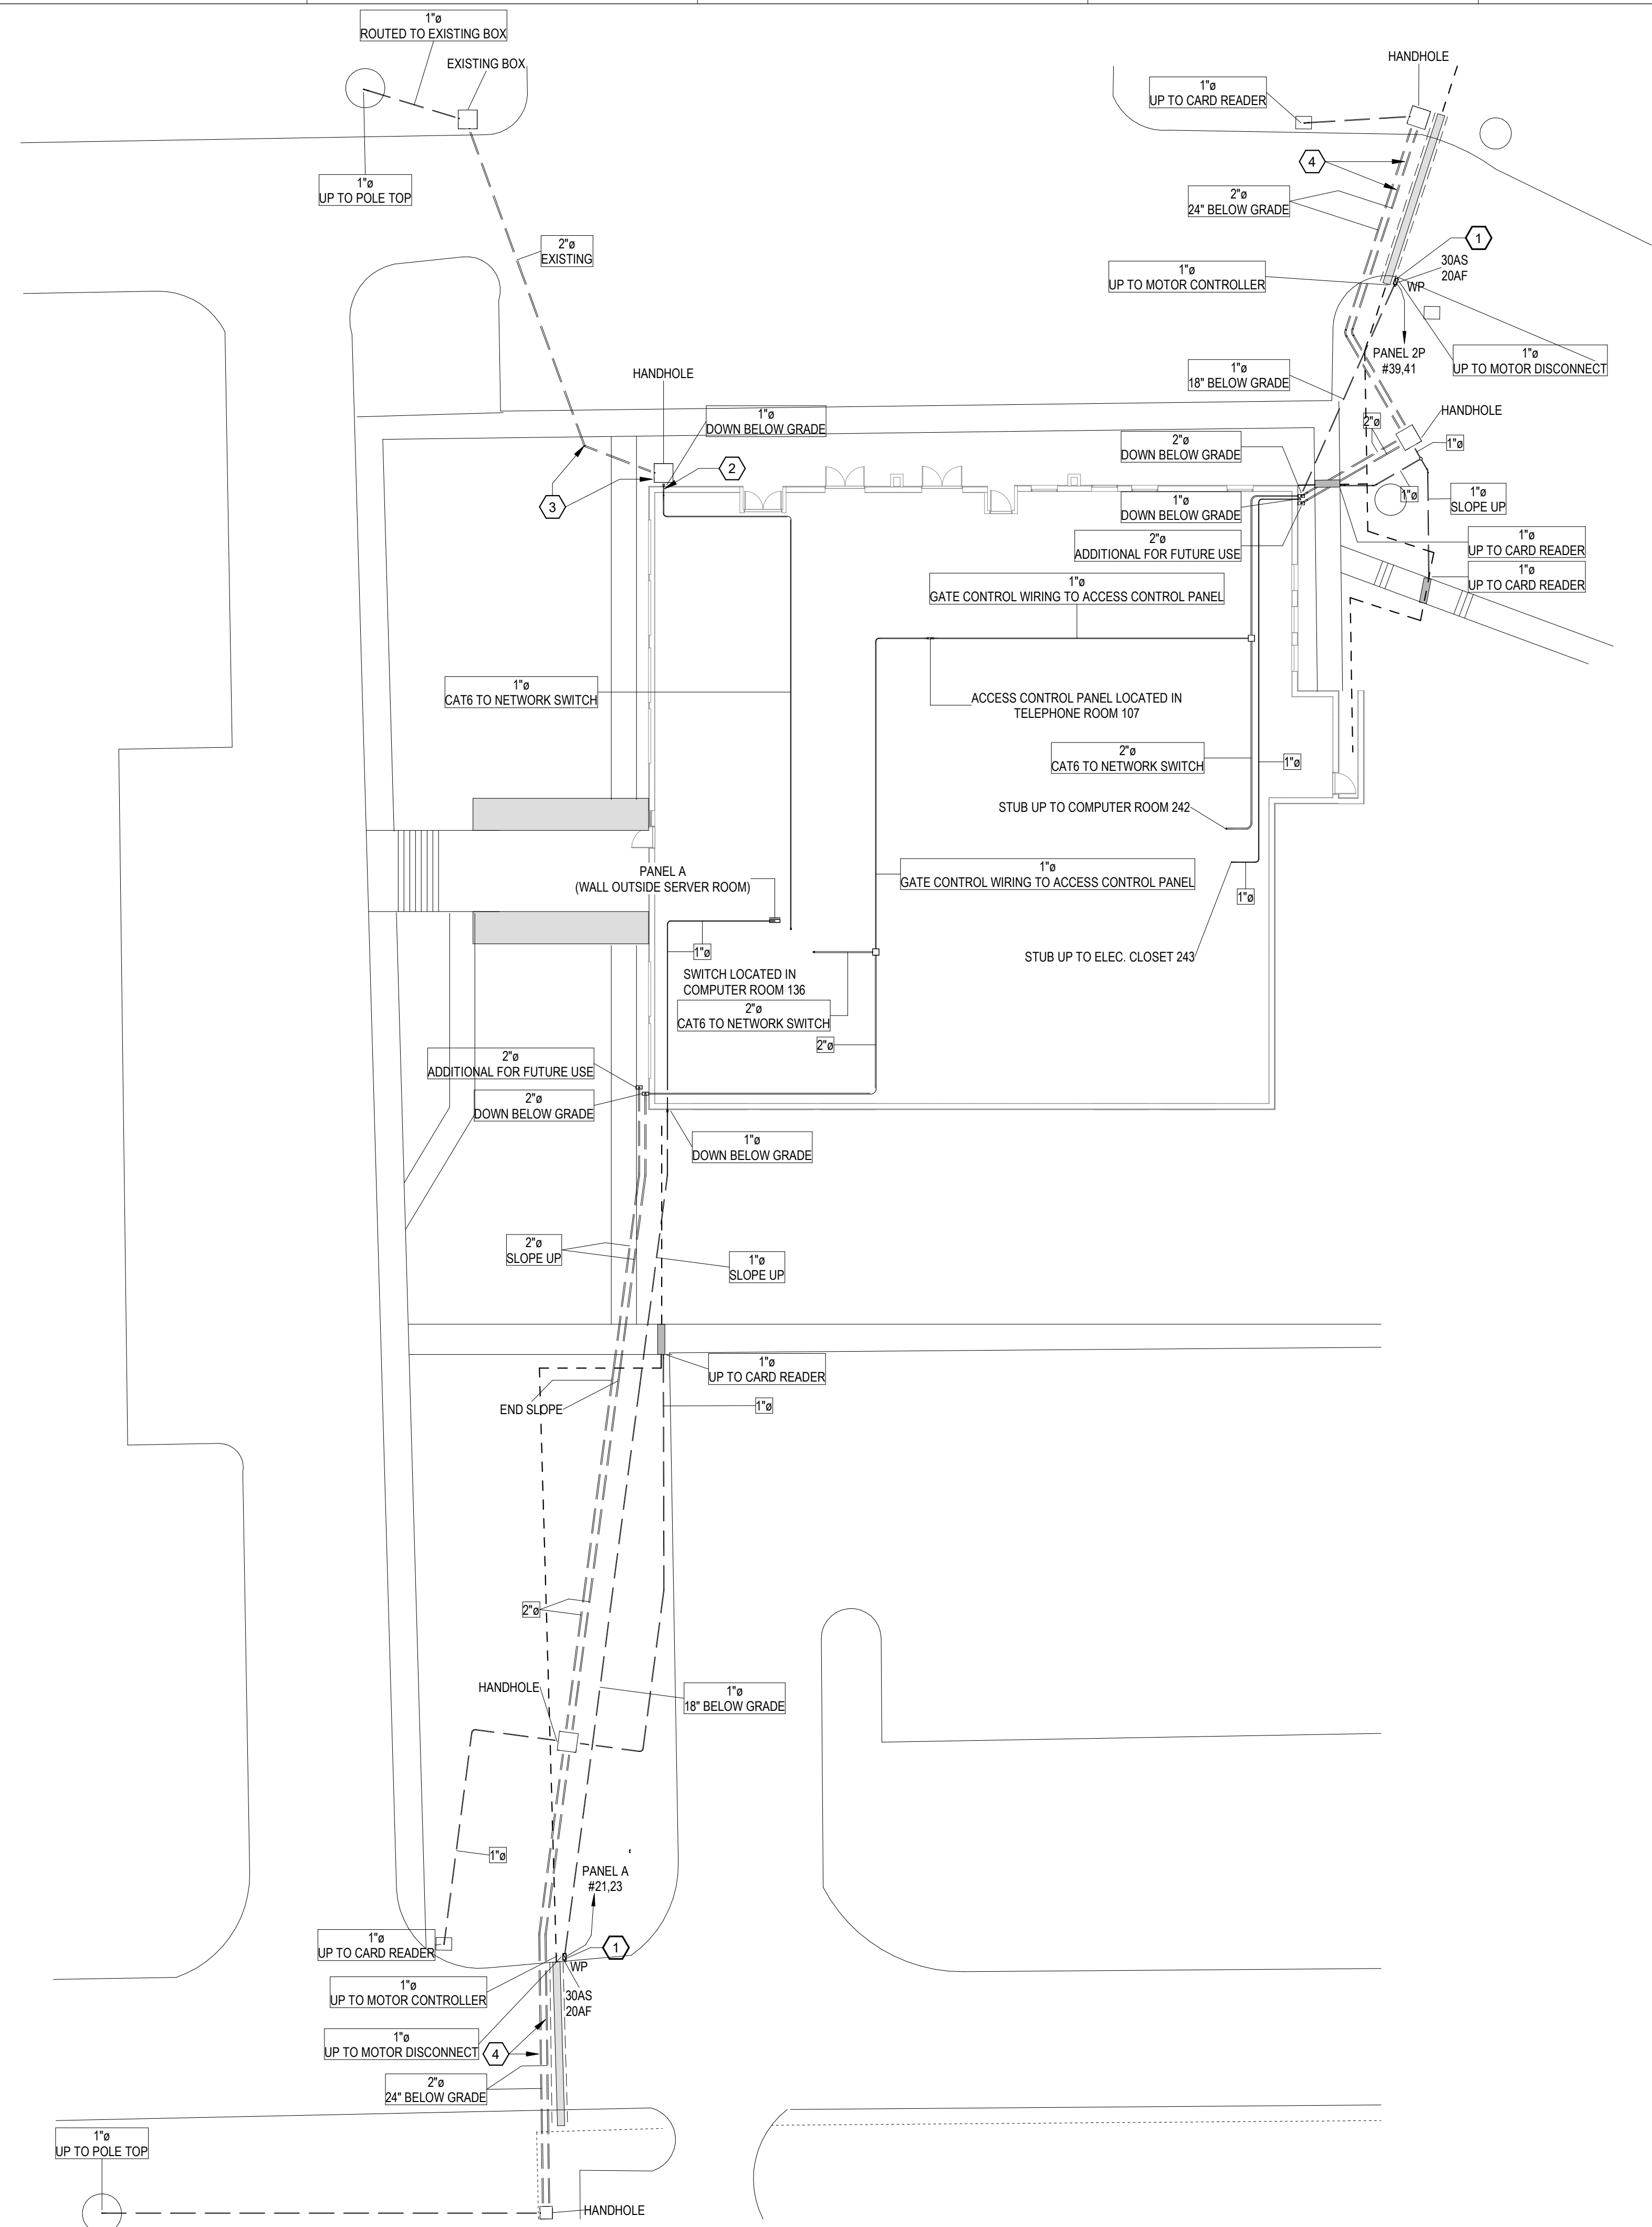 1"ø
ROUTED TO EXISTING BOX
EXISTING BOX
HANDHOLE
1"ø
UP TO CARD READER
4
1"ø
UP TO POLE TOP
2"ø
24" BELOW GRADE
2"ø
EXISTING
1
30AS
20AF
WP
1"ø
UP TO MOTOR CONTROLLER
PANEL 2P
#39,41
1"ø
UP TO MOTOR DISCONNECT
HANDHOLE
1"ø
18" BELOW GRADE
1"ø
DOWN BELOW GRADE
HANDHOLE
2"ø
2"ø
DOWN BELOW GRADE
1"ø
2
3
1"ø
DOWN BELOW GRADE
1"ø
1"ø
SLOPE UP
2"ø
ADDITIONAL FOR FUTURE USE
1"ø
UP TO CARD READER
1"ø
UP TO CARD READER
1"ø
GATE CONTROL WIRING TO ACCESS CONTROL PANEL
1"ø
CAT6 TO NETWORK SWITCH
ACCESS CONTROL PANEL LOCATED IN
TELEPHONE ROOM 107
2"ø
CAT6 TO NETWORK SWITCH
1"ø
STUB UP TO COMPUTER ROOM 242
PANEL A
(WALL OUTSIDE SERVER ROOM)
1"ø
GATE CONTROL WIRING TO ACCESS CONTROL PANEL
1"ø
1"ø
STUB UP TO ELEC. CLOSET 243
SWITCH LOCATED IN
COMPUTER ROOM 136
2"ø
CAT6 TO NETWORK SWITCH
2"ø
2"ø
ADDITIONAL FOR FUTURE USE
2"ø
DOWN BELOW GRADE
1"ø
DOWN BELOW GRADE
2"ø
SLOPE UP
1"ø
SLOPE UP
1"ø
UP TO CARD READER
END SLOPE
1"ø
2"ø
HANDHOLE
1"ø
18" BELOW GRADE
1"ø
PANEL A
#21,23
1"ø
UP TO CARD READER
1
WP
1"ø
UP TO MOTOR CONTROLLER
30AS
20AF
1"ø
UP TO MOTOR DISCONNECT
4
2"ø
24" BELOW GRADE
1"ø
UP TO POLE TOP
HANDHOLE